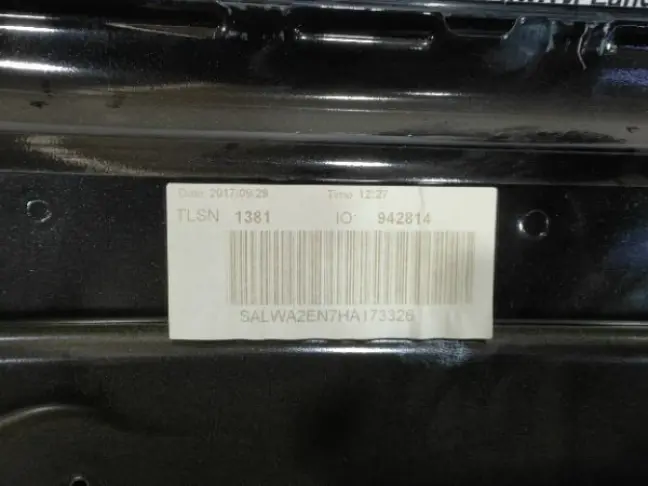 Date 2017/09/29 Time 12:27
TLSN 1381 IO: 942814
SALWA2EN7HA173326